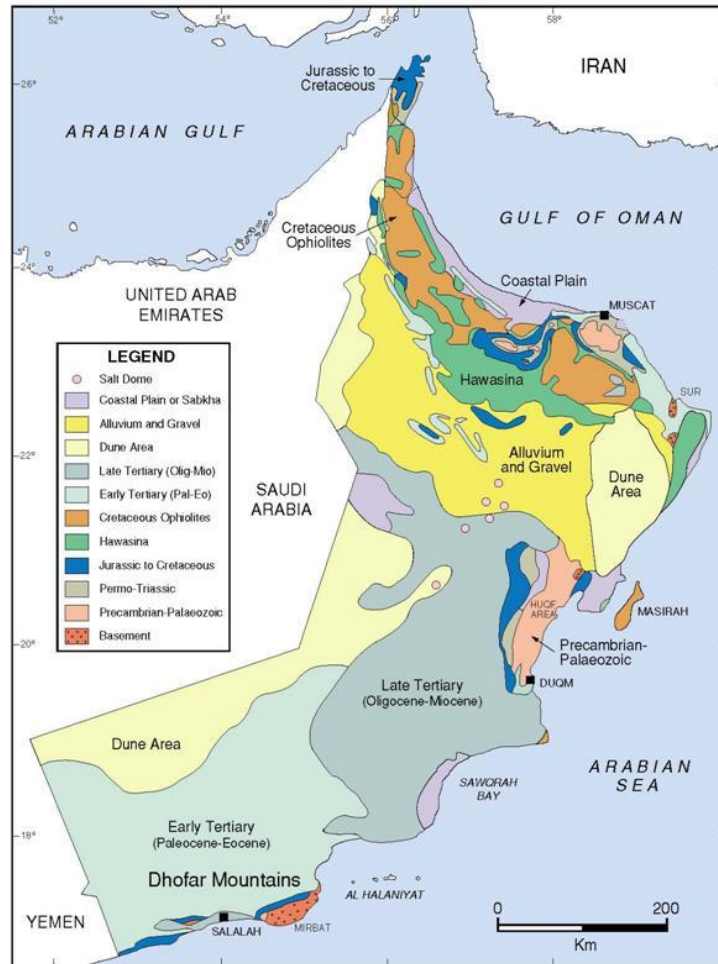 52°
54°
56°
58°
26°
24°
22°
20°
18°
Jurassic to
Cretaceous
IRAN
ARABIAN GULF
Cretaceous
Ophiolites
GULF OF OMAN
Coastal Plain
UNITED ARAB
EMIRATES
MUSCAT
LEGEND
Salt Dome
Coastal Plain or Sabkha
Alluvium and Gravel
Dune Area
Late Tertiary (Olig-Mio)
Early Tertiary (Pal-Eo)
Cretaceous Ophiolites
Hawasina
Jurassic to Cretaceous
Permo-Triassic
Precambrian-Palaeozoic
Basement
Hawasina
SUR
SAUDI
ARABIA
Alluvium
and Gravel
Dune
Area
HUQF
AREA
MASIRAH
Precambrian-
Palaeozoic
DUQM
Late Tertiary
(Oligocene-Miocene)
Dune Area
ARABIAN
SEA
SAWQRAH
BAY
Early Tertiary
(Paleocene-Eocene)
Dhofar Mountains
AL HALANIYAT
YEMEN
SALALAH
MIRBAT
0
200
Km